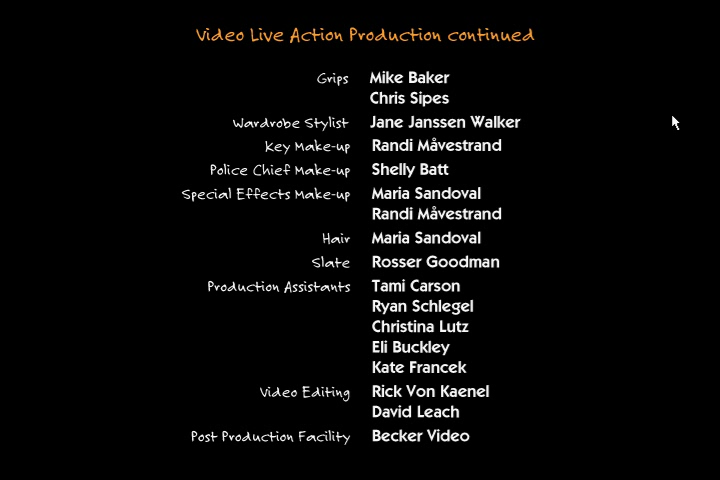 Video Live Action Production continued
Grips Mike Baker
Chris Sipes
Wardrobe Stylist Jane Janssen Walker
Key Make-up Randi Måvestrand
Police Chief Make-up Shelly Batt
Special Effects Make-up Maria Sandoval
Randi Måvestrand
Hair Maria Sandoval
Slate Rosser Goodman
Production Assistants Tami Carson
Ryan Schlegel
Christina Lutz
Eli Buckley
Kate Francek
Video Editing Rick Von Kaenel
David Leach
Post Production Facility Becker Video